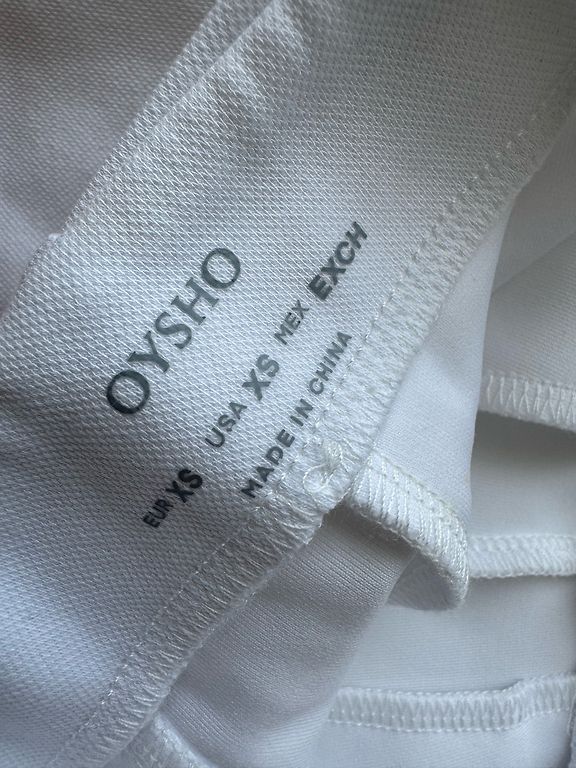 OYSHO
EUR XS USA XS MEX EXCH
MADE IN CHINA